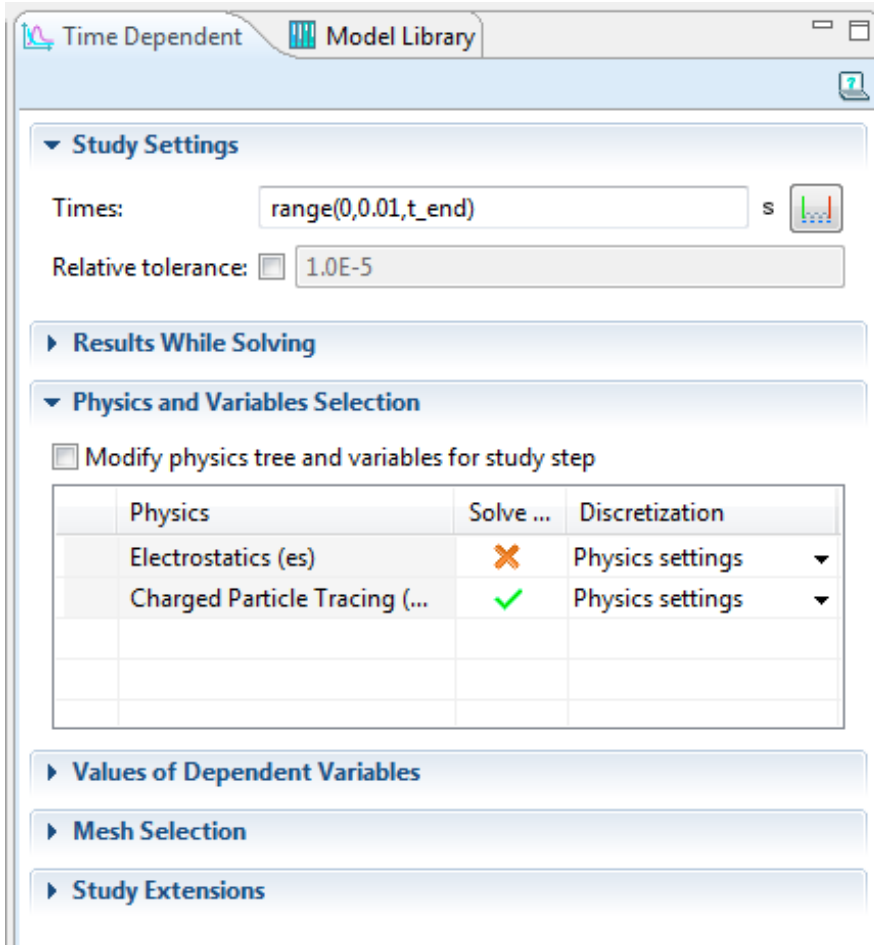 Time Dependent Model Library
Study Settings
Times: range(0,0.01,t_end) s
Relative tolerance: 1.0E-5
Results While Solving
Physics and Variables Selection
Modify physics tree and variables for study step
Physics Solve ... Discretization
Electrostatics (es) Physics settings
Charged Particle Tracing (... Physics settings
Values of Dependent Variables
Mesh Selection
Study Extensions